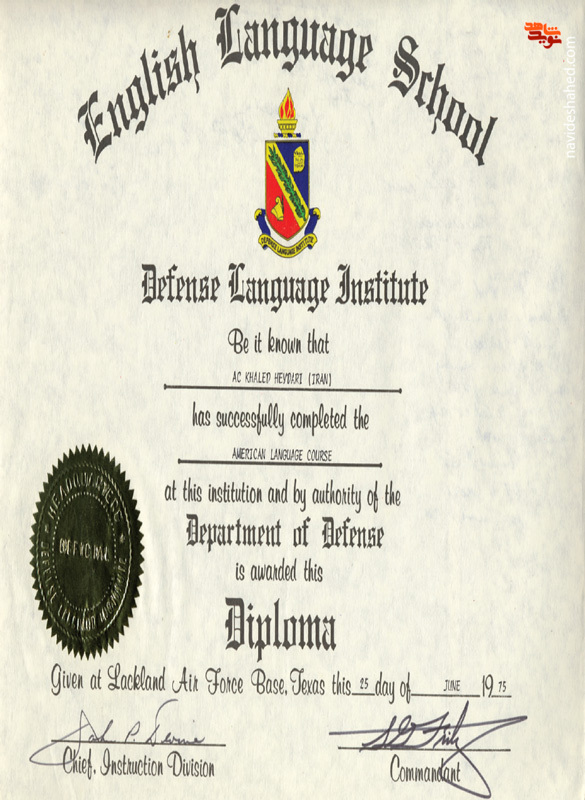 نوید شاهد
navideshahed.com
English Language School
DEFENSE LANGUAGE INSTITUTE
Defense Language Institute
Be it known that
AC KHALED HEYDARI (IRAN)
has successfully completed the
AMERICAN LANGUAGE COURSE
at this institution and by authority of the
Department of Defense
is awarded this
Diploma
OFFICIAL
Given at Lackland Air Force Base, Texas this 25 day of JUNE 1975
Chief, Instruction Division
Commandant